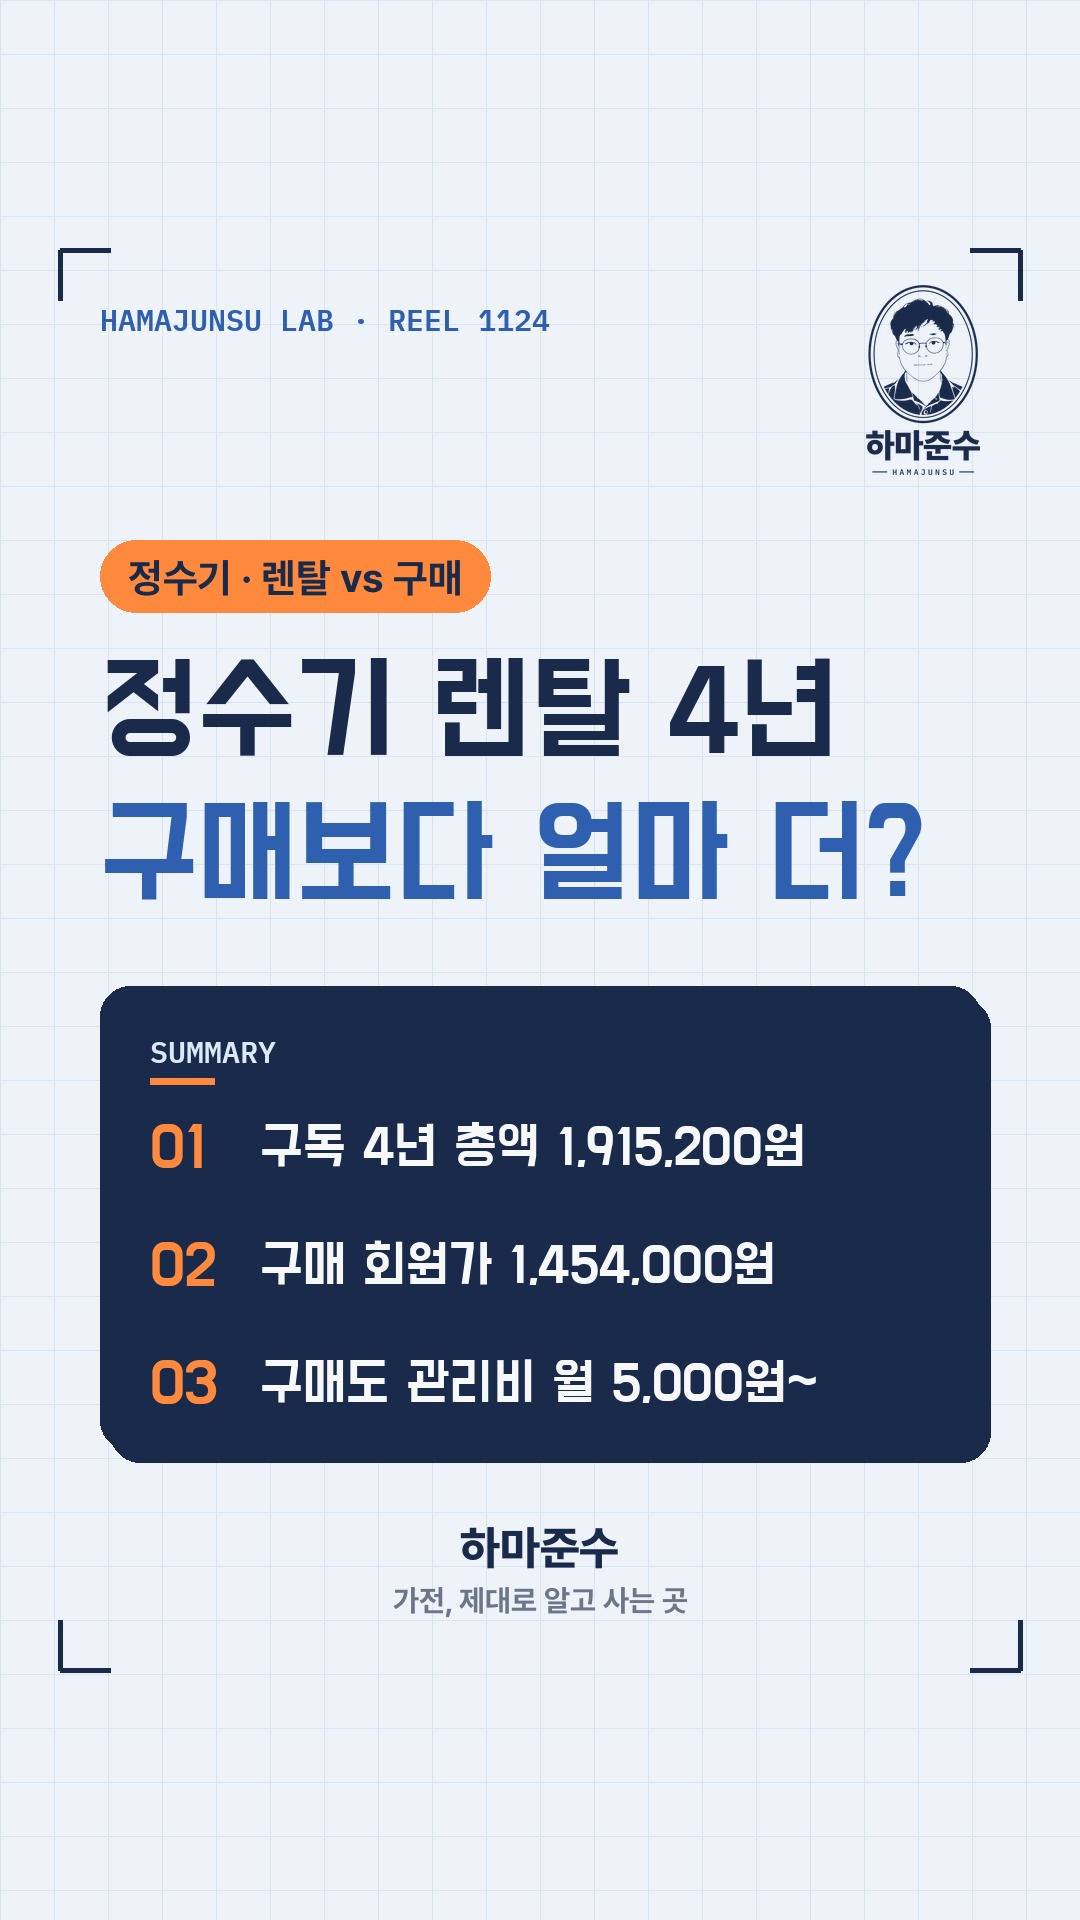 HAMAJUNSU LAB · REEL 1124
하마준수
HAMAJUNSU
정수기 · 렌탈 vs 구매
정수기 렌탈 4년
구매보다 얼마 더?
SUMMARY
01 구독 4년 총액 1,915,200원
02 구매 회원가 1,454,000원
03 구매도 관리비 월 5,000원~
하마준수
가전, 제대로 알고 사는 곳